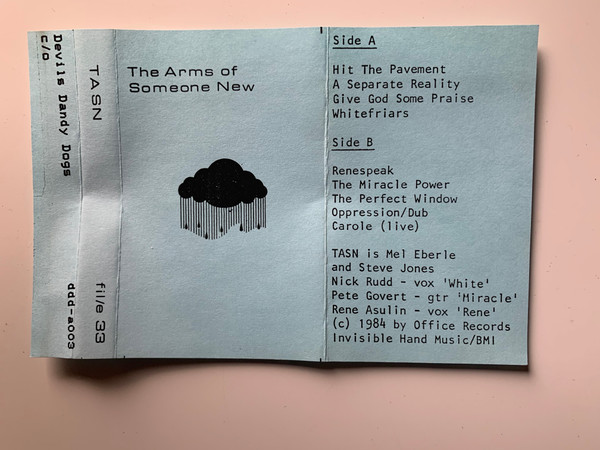 Devils Dandy Dogs
C/O
ddd-a003
TASN
file 33
The Arms of
Someone New
Side A
Hit The Pavement
A Separate Reality
Give God Some Praise
Whitefriars
Side B
Renespeak
The Miracle Power
The Perfect Window
Oppression/Dub
Carole (live)
TASN is Mel Eberle
and Steve Jones
Nick Rudd - vox 'White'
Pete Govert - gtr 'Miracle'
Rene Asulin - vox 'Rene'
(c) 1984 by Office Records
Invisible Hand Music/BMI